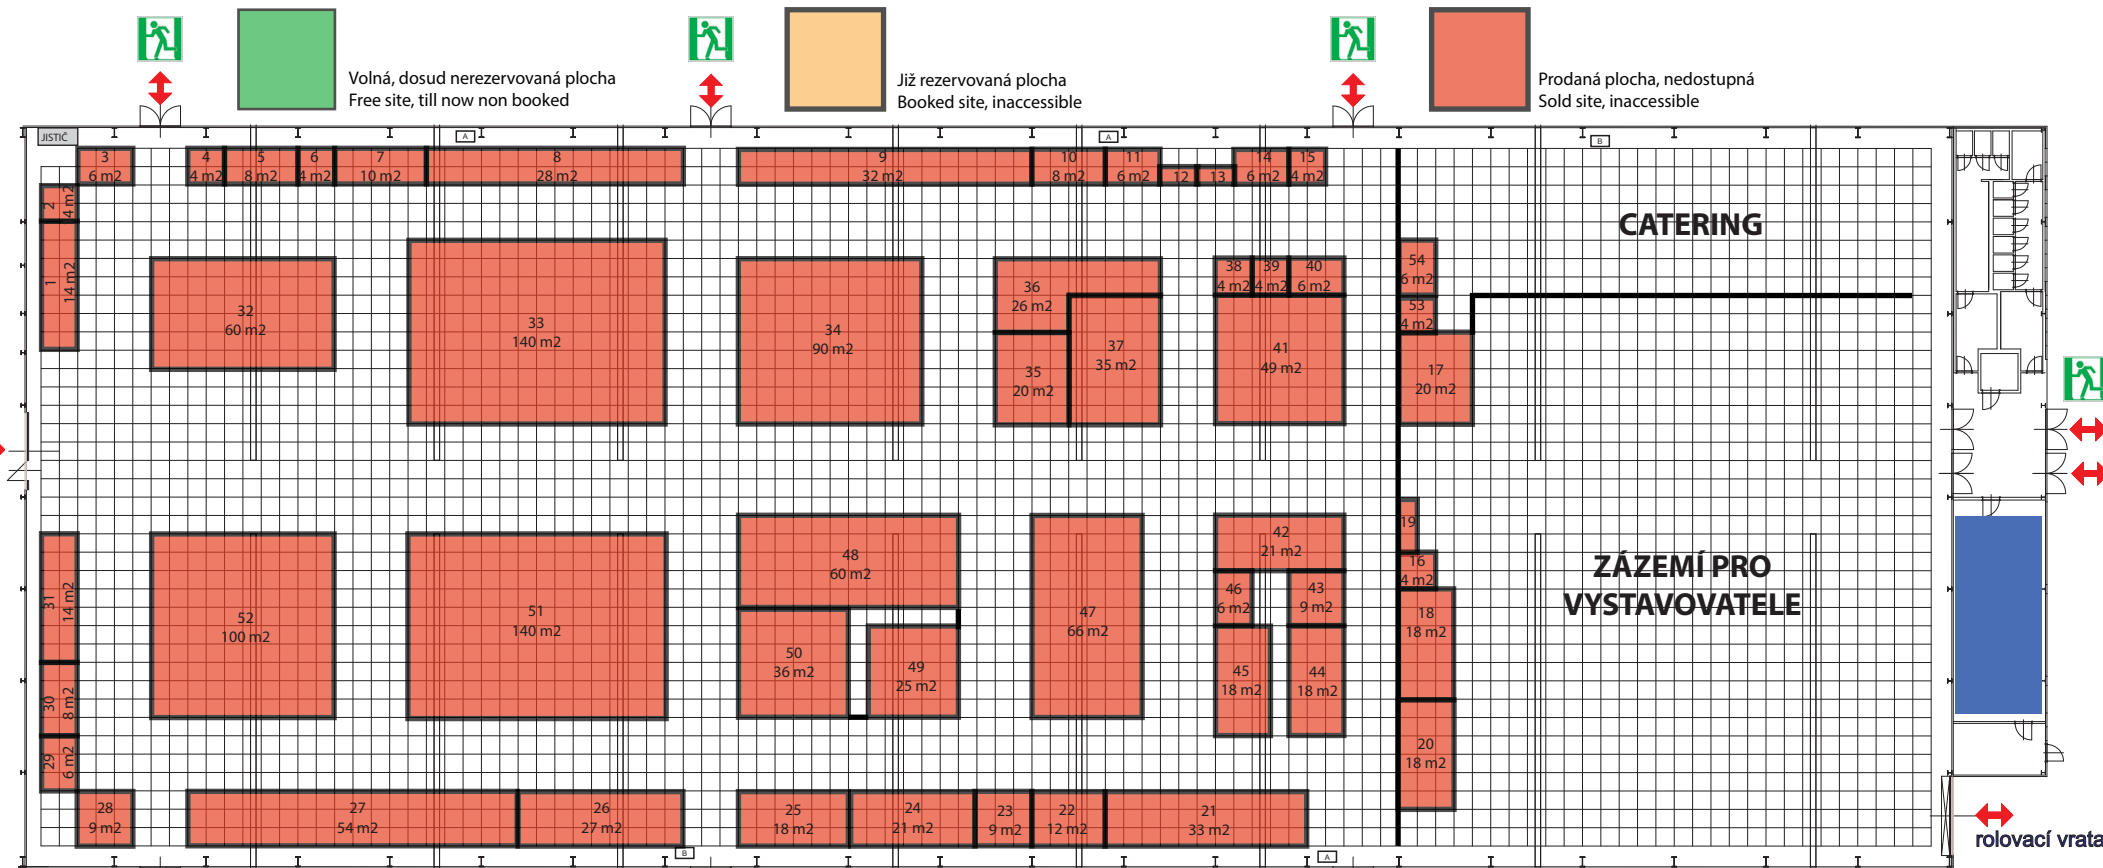 Volná, dosud nerezervovaná plocha
Free site, till now non booked
Již rezervovaná plocha
Booked site, inaccessible
Prodaná plocha, nedostupná
Sold site, inaccessible
JISTIČ
A
A
B
3
6 m2
4
4 m2
5
8 m2
6
4 m2
7
10 m2
8
28 m2
9
32 m2
10
8 m2
11
6 m2
12
13
14
6 m2
15
4 m2
2
4 m2
1
14 m2
32
60 m2
33
140 m2
34
90 m2
36
26 m2
35
20 m2
37
35 m2
38
4 m2
39
4 m2
40
6 m2
41
49 m2
54
6 m2
53
4 m2
17
20 m2
CATERING
31
14 m2
30
8 m2
29
6 m2
52
100 m2
51
140 m2
48
60 m2
50
36 m2
49
25 m2
47
66 m2
42
21 m2
46
6 m2
43
9 m2
45
18 m2
44
18 m2
19
16
4 m2
18
18 m2
20
18 m2
ZÁZEMÍ PRO
VYSTAVOVATELE
28
9 m2
27
54 m2
26
27 m2
25
18 m2
24
21 m2
23
9 m2
22
12 m2
21
33 m2
B
A
rolovací vrata